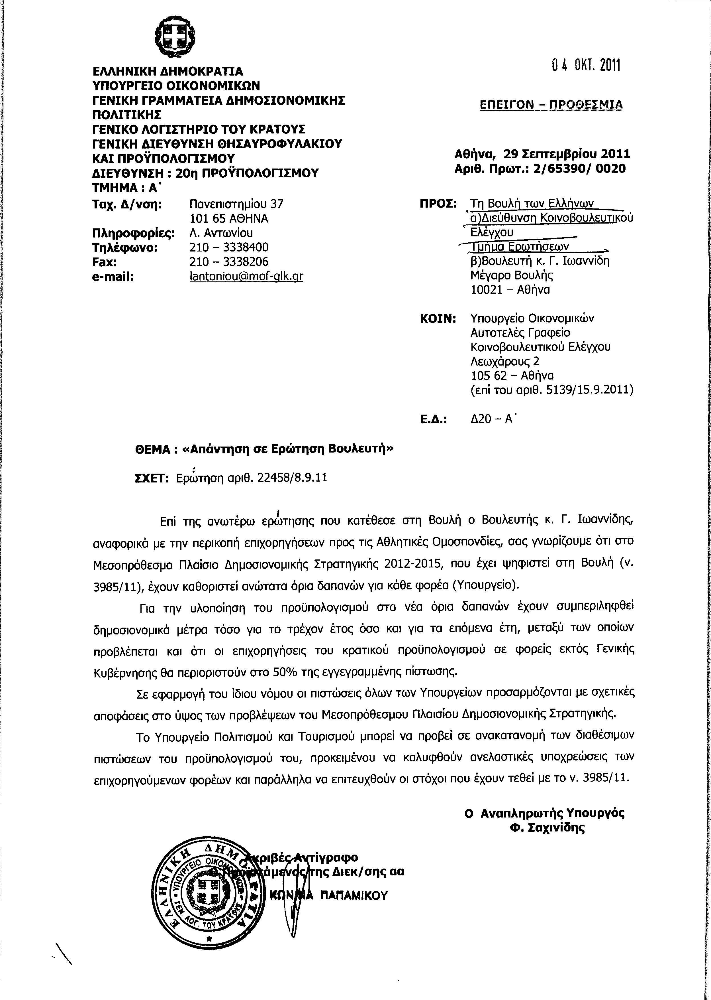 ΕΛΛΗΝΙΚΗ ΔΗΜΟΚΡΑΤΙΑ
ΥΠΟΥΡΓΕΙΟ ΟΙΚΟΝΟΜΙΚΩΝ
ΓΕΝΙΚΗ ΓΡΑΜΜΑΤΕΙΑ ΔΗΜΟΣΙΟΝΟΜΙΚΗΣ
ΠΟΛΙΤΙΚΗΣ
ΓΕΝΙΚΟ ΛΟΓΙΣΤΗΡΙΟ ΤΟΥ ΚΡΑΤΟΥΣ
ΓΕΝΙΚΗ ΔΙΕΥΘΥΝΣΗ ΘΗΣΑΥΡΟΦΥΛΑΚΙΟΥ
ΚΑΙ ΠΡΟΫΠΟΛΟΓΙΣΜΟΥ
ΔΙΕΥΘΥΝΣΗ : 20η ΠΡΟΫΠΟΛΟΓΙΣΜΟΥ
ΤΜΗΜΑ : Α΄
Ταχ. Δ/νση: Πανεπιστημίου 37
101 65 ΑΘΗΝΑ
Πληροφορίες: Λ. Αντωνίου
Τηλέφωνο: 210 – 3338400
Fax: 210 – 3338206
e-mail: lantoniou@mof-glk.gr
04 ΟΚΤ. 2011
ΕΠΕΙΓΟΝ – ΠΡΟΘΕΣΜΙΑ
Αθήνα, 29 Σεπτεμβρίου 2011
Αριθ. Πρωτ.: 2/65390/ 0020
ΠΡΟΣ: Τη Βουλή των Ελλήνων
α)Διεύθυνση Κοινοβουλευτικού
Ελέγχου
Τμήμα Ερωτήσεων
β)Βουλευτή κ. Γ. Ιωαννίδη
Μέγαρο Βουλής
10021 – Αθήνα
ΚΟΙΝ: Υπουργείο Οικονομικών
Αυτοτελές Γραφείο
Κοινοβουλευτικού Ελέγχου
Λεωχάρους 2
105 62 – Αθήνα
(επί του αριθ. 5139/15.9.2011)
Ε.Δ.: Δ20 – Α΄
ΘΕΜΑ : «Απάντηση σε Ερώτηση Βουλευτή»
ΣΧΕΤ: Ερώτηση αριθ. 22458/8.9.11
Επί της ανωτέρω ερώτησης που κατέθεσε στη Βουλή ο Βουλευτής κ. Γ. Ιωαννίδης,
αναφορικά με την περικοπή επιχορηγήσεων προς τις Αθλητικές Ομοσπονδίες, σας γνωρίζουμε ότι στο
Μεσοπρόθεσμο Πλαίσιο Δημοσιονομικής Στρατηγικής 2012-2015, που έχει ψηφιστεί στη Βουλή (ν.
3985/11), έχουν καθοριστεί ανώτατα όρια δαπανών για κάθε φορέα (Υπουργείο).
Για την υλοποίηση του προϋπολογισμού στα νέα όρια δαπανών έχουν συμπεριληφθεί
δημοσιονομικά μέτρα τόσο για το τρέχον έτος όσο και για τα επόμενα έτη, μεταξύ των οποίων
προβλέπεται και ότι οι επιχορηγήσεις του κρατικού προϋπολογισμού σε φορείς εκτός Γενικής
Κυβέρνησης θα περιοριστούν στο 50% της εγγεγραμμένης πίστωσης.
Σε εφαρμογή του ίδιου νόμου οι πιστώσεις όλων των Υπουργείων προσαρμόζονται με σχετικές
αποφάσεις στο ύψος των προβλέψεων του Μεσοπρόθεσμου Πλαισίου Δημοσιονομικής Στρατηγικής.
Το Υπουργείο Πολιτισμού και Τουρισμού μπορεί να προβεί σε ανακατανομή των διαθέσιμων
πιστώσεων του προϋπολογισμού του, προκειμένου να καλυφθούν ανελαστικές υποχρεώσεις των
επιχορηγούμενων φορέων και παράλληλα να επιτευχθούν οι στόχοι που έχουν τεθεί με το ν. 3985/11.
Ο Αναπληρωτής Υπουργός
Φ. Σαχινίδης
Ακριβές Αντίγραφο
Ο Προϊστάμενος της Διεκ/σης αα
ΚΩΝ/ΝΑ ΠΑΠΑΜΙΚΟΥ
ΕΛΛΗΝΙΚΗ ΔΗΜΟΚΡΑΤΙΑ
ΥΠΟΥΡΓΕΙΟ ΟΙΚΟΝΟΜΙΚΩΝ
ΓΕΝ. ΛΟΓ. ΤΟΥ ΚΡΑΤΟΥΣ